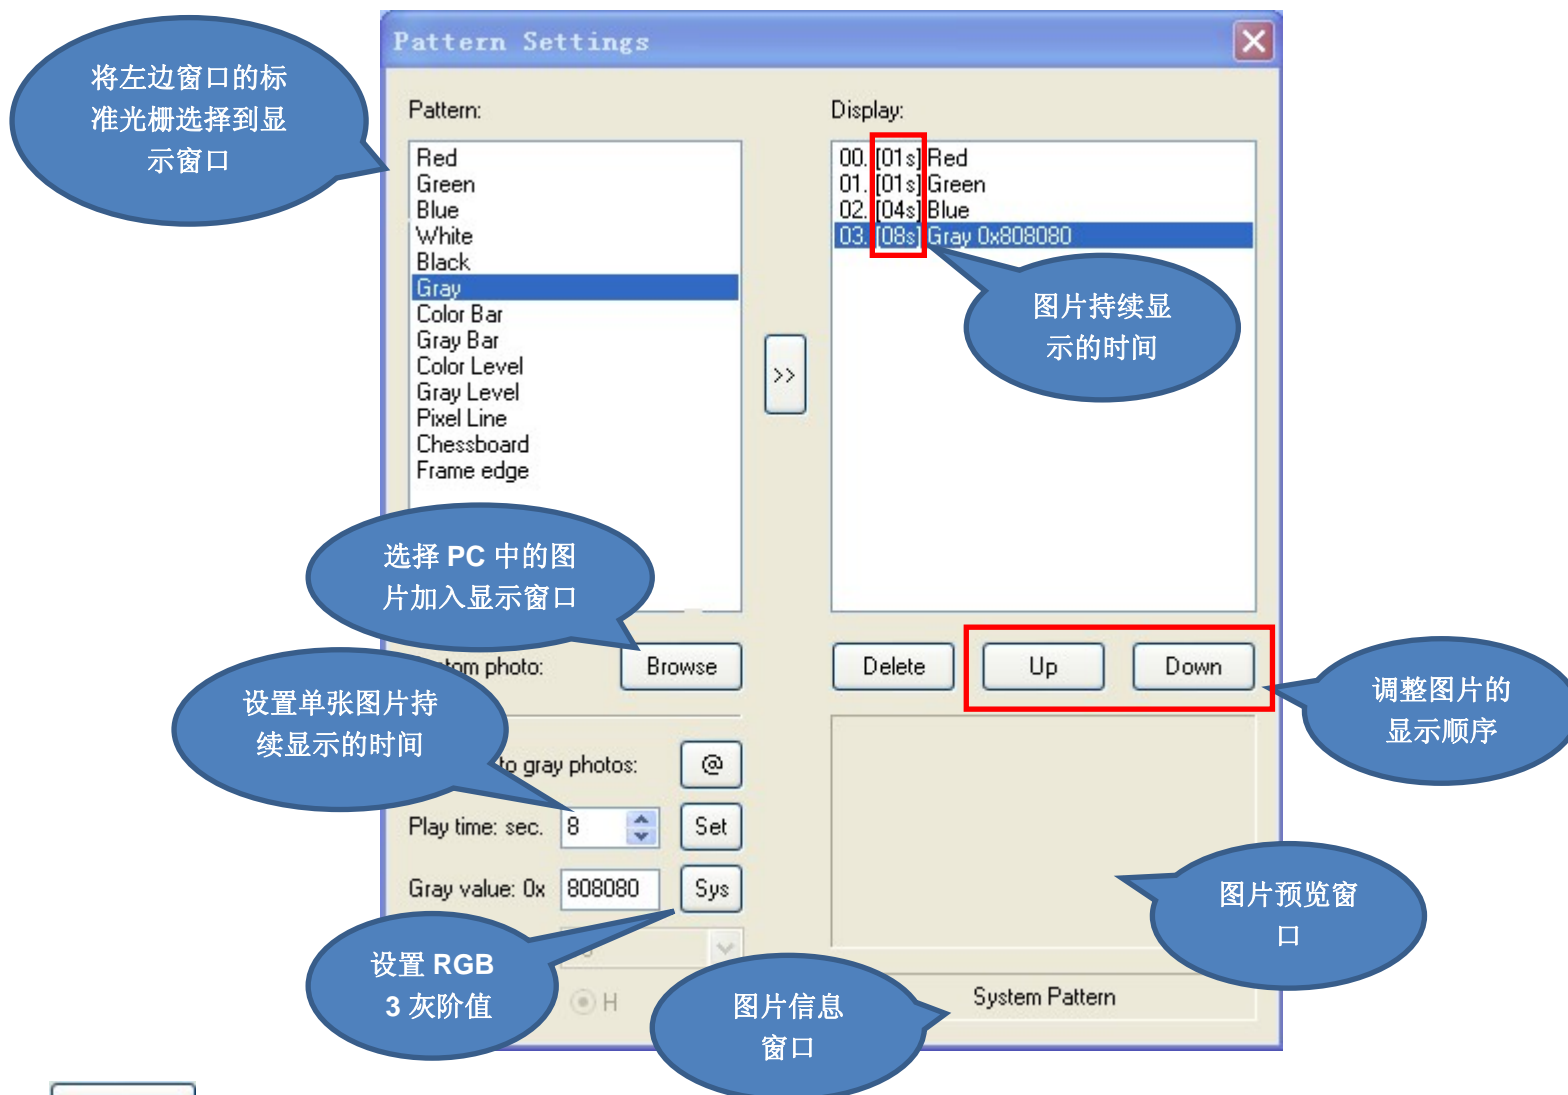 Pattern Settings
将左边窗口的标
准光栅选择到显
示窗口
Pattern:
Red
Green
Blue
White
Black
Gray
Color Bar
Gray Bar
Color Level
Gray Level
Pixel Line
Chessboard
Frame edge
>>
Display:
00. [01s] Red
01. [01s] Green
02. [04s] Blue
03. [08s] Gray 0x808080
图片持续显
示的时间
选择 PC 中的图
片加入显示窗口
photo:
Browse
Delete
Up
Down
调整图片的
显示顺序
设置单张图片持
续显示的时间
to gray photos:
@
Play time: sec.
8
Set
Gray value: 0x
808080
Sys
设置 RGB
3 灰阶值
H
图片预览窗
口
图片信息
窗口
System Pattern